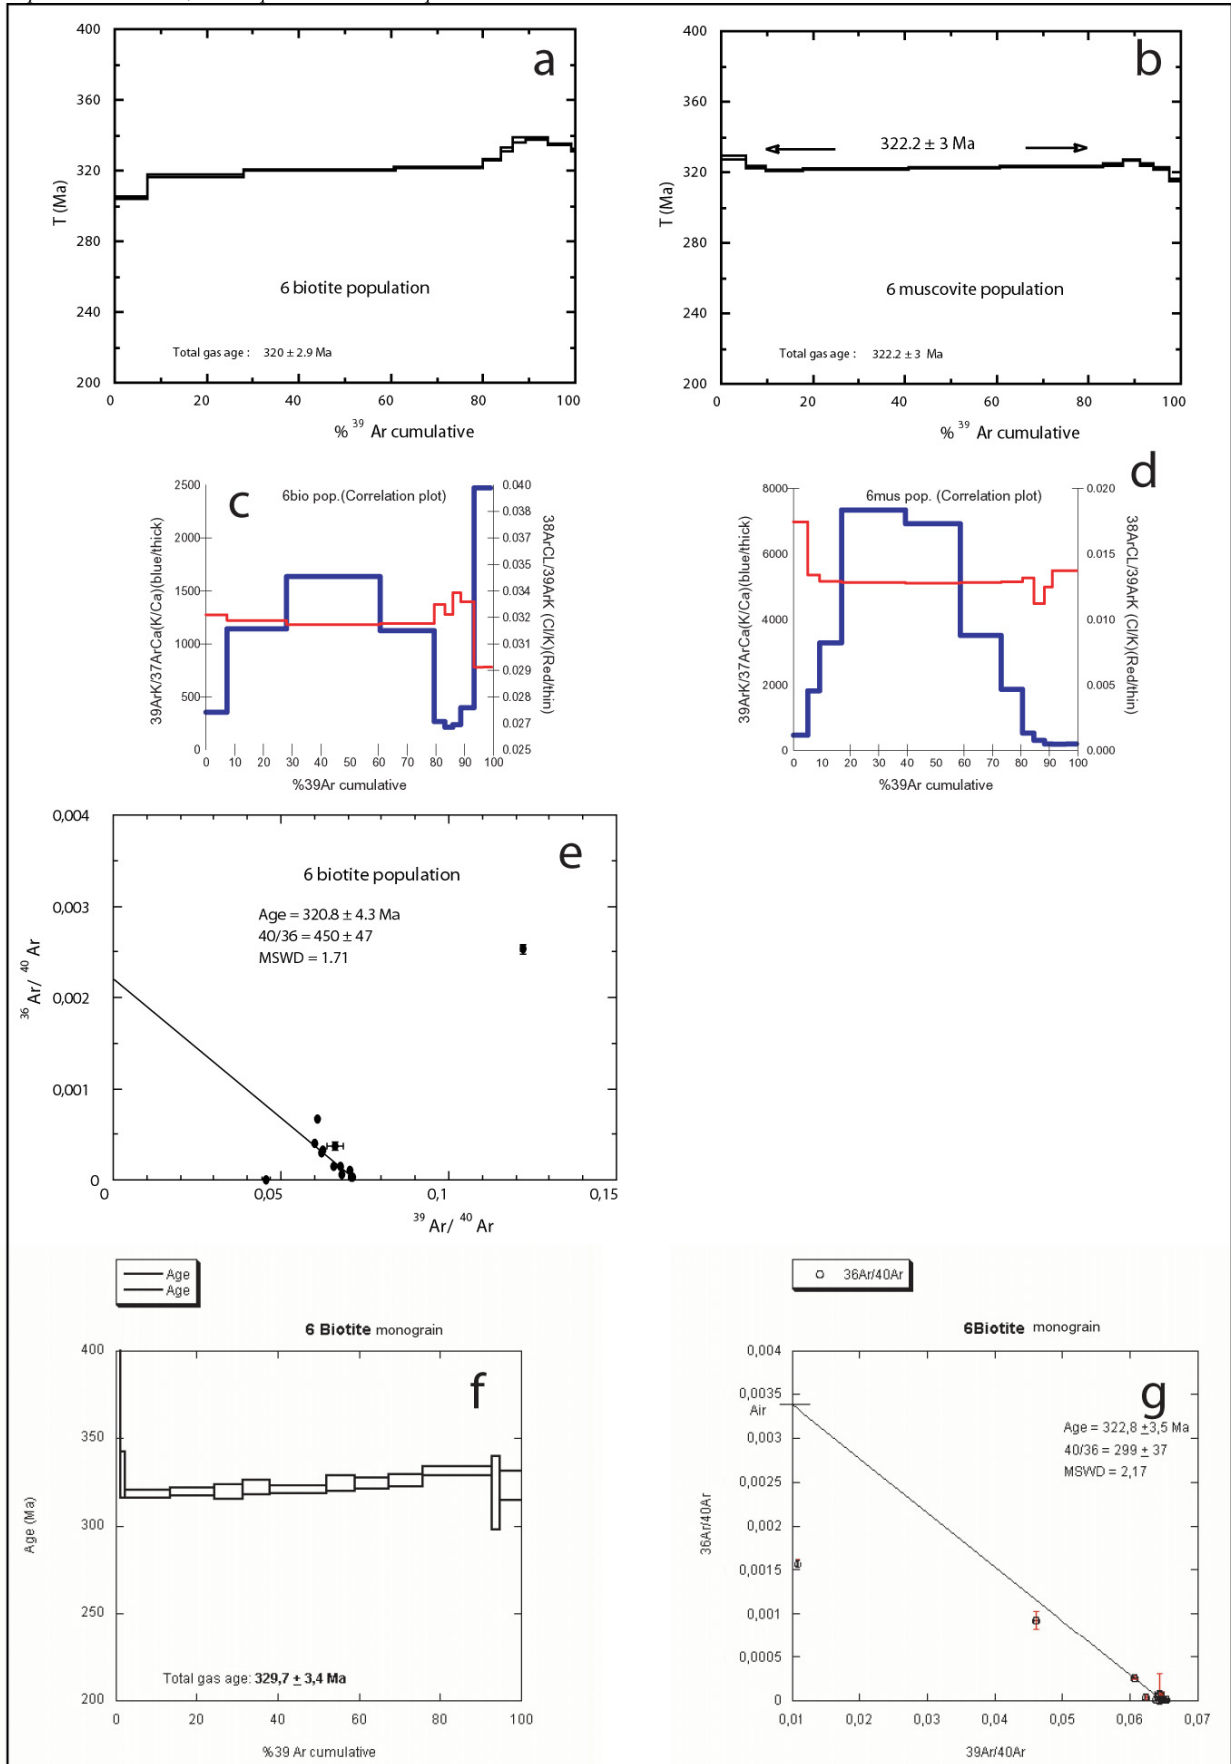 400
360
320
280
240
200
T (Ma)
a
6 biotite population
Total gas age : 320 ± 2.9 Ma
0 20 40 60 80 100
% 39 Ar cumulative
400
360
320
280
240
200
T (Ma)
b
322.2 ± 3 Ma
6 muscovite population
Total gas age : 322.2 ± 3 Ma
0 20 40 60 80 100
% 39 Ar cumulative
c
6bio pop.(Correlation plot)
39ArK/37ArCa(K/Ca)(blue/thick)
2500
2000
1500
1000
500
0
0.040
0.038
0.037
0.035
0.034
0.032
0.031
0.029
0.028
0.027
0.025
38ArCL/39ArK (Cl/K)(Red/thin)
0 10 20 30 40 50 60 70 80 90 100
%39Ar cumulative
d
6mus pop. (Correlation plot)
39ArK/37ArCa(K/Ca)(blue/thick)
8000
6000
4000
2000
0
0.020
0.015
0.010
0.005
0.000
38ArCL/39ArK (Cl/K)(Red/thin)
0 10 20 30 40 50 60 70 80 90 100
%39Ar cumulative
0,004
0,003
0,002
0,001
0
36 Ar/ 40 Ar
e
6 biotite population
Age = 320.8 ± 4.3 Ma
40/36 = 450 ± 47
MSWD = 1.71
0 0,05 0,1 0,15
39 Ar/ 40 Ar
Age
Age
6 Biotite monograin
400
350
300
250
200
Age (Ma)
f
Total gas age: 329,7 ± 3,4 Ma
0 20 40 60 80 100
%39 Ar cumulative
36Ar/40Ar
6Biotite monograin
0,004
0,0035
Air
0,003
0,0025
0,002
0,0015
0,001
0,0005
0
36Ar/40Ar
g
Age = 322,8 ±3,5 Ma
40/36 = 299 ± 37
MSWD = 2,17
0,01 0,02 0,03 0,04 0,05 0,06 0,07
39Ar/40Ar